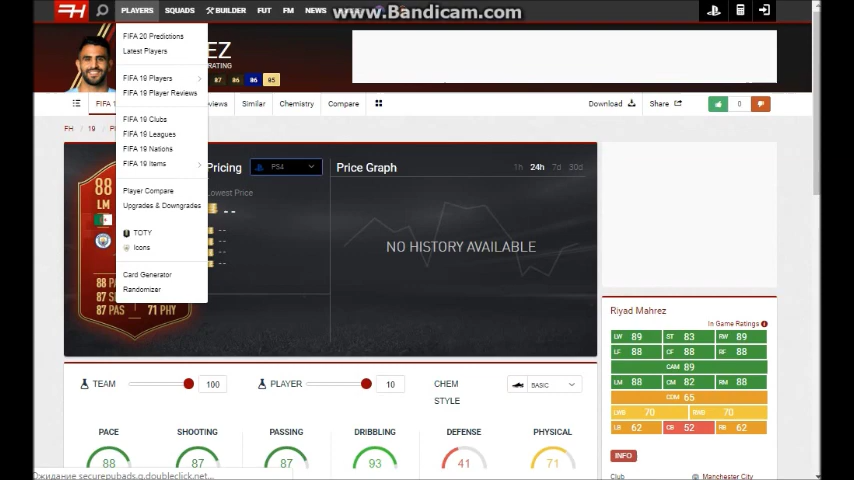 FH PLAYERS SQUADS BUILDER FUT FM NEWS
www.Bandicam.com
FIFA 20 Predictions
Latest Players
FIFA 19 Players
FIFA 19 Player Reviews
FIFA 19 Clubs
FIFA 19 Leagues
FIFA 19 Nations
FIFA 19 Items
Player Compare
Upgrades & Downgrades
TOTY
Icons
Card Generator
Randomizer
EZ
RATING
87 86 86 95
FIFA 1 views Similar Chemistry Compare Download Share 0
FH 19
88
LM
87 PAS 71 PHY
Pricing PS4
Lowest Price
--
--
--
--
--
Price Graph 1h 24h 7d 30d
NO HISTORY AVAILABLE
Riyad Mahrez
In Game Ratings
LW 89 ST 83 RW 89
LF 88 CF 88 RF 88
CAM 89
LM 88 CM 82 RM 88
CDM 65
LWB 70 RWB 70
LB 62 CB 52 RB 62
INFO
Club Manchester City
TEAM 100 PLAYER 10 CHEM STYLE BASIC
PACE SHOOTING PASSING DRIBBLING DEFENSE PHYSICAL
88 87 87 93 41 71
Ожидание securepubads.g.doubleclick.net...